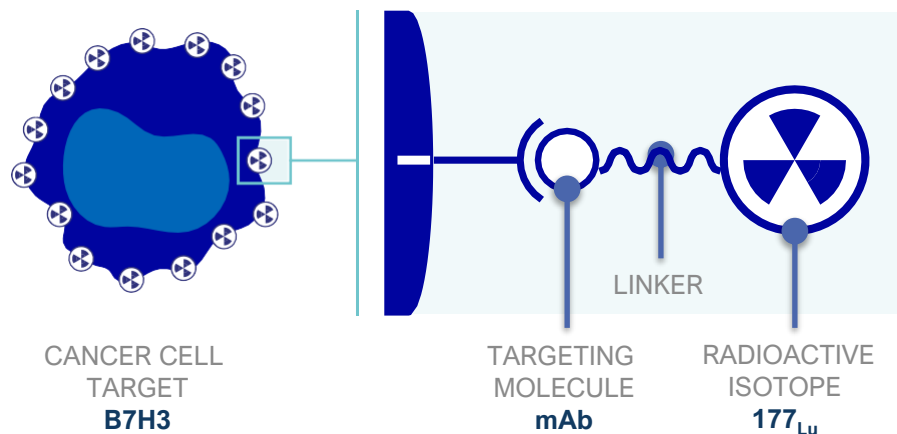 LINKER
CANCER CELL
TARGET
B7H3
TARGETING
MOLECULE
mAb
RADIOACTIVE
ISOTOPE
177Lu